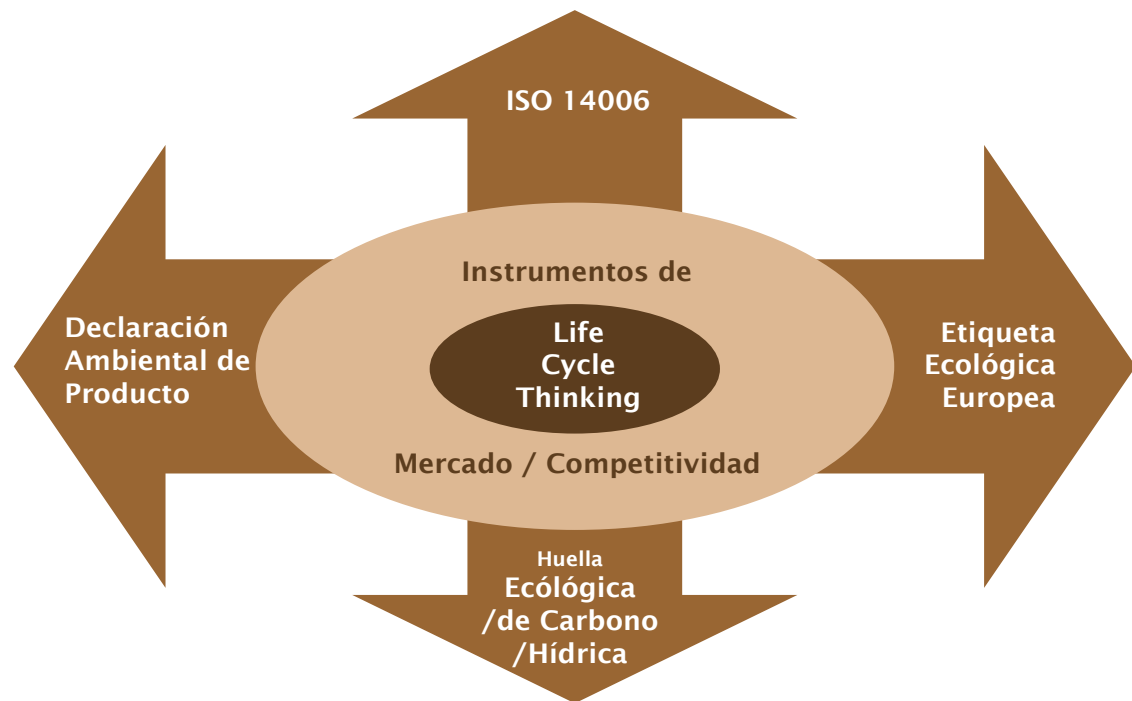 ISO 14006
Instrumentos de
Declaración
Ambiental de
Producto
Life
Cycle
Thinking
Etiqueta
Ecológica
Europea
Mercado / Competitividad
Huella
Ecólógica
/de Carbono
/Hídrica